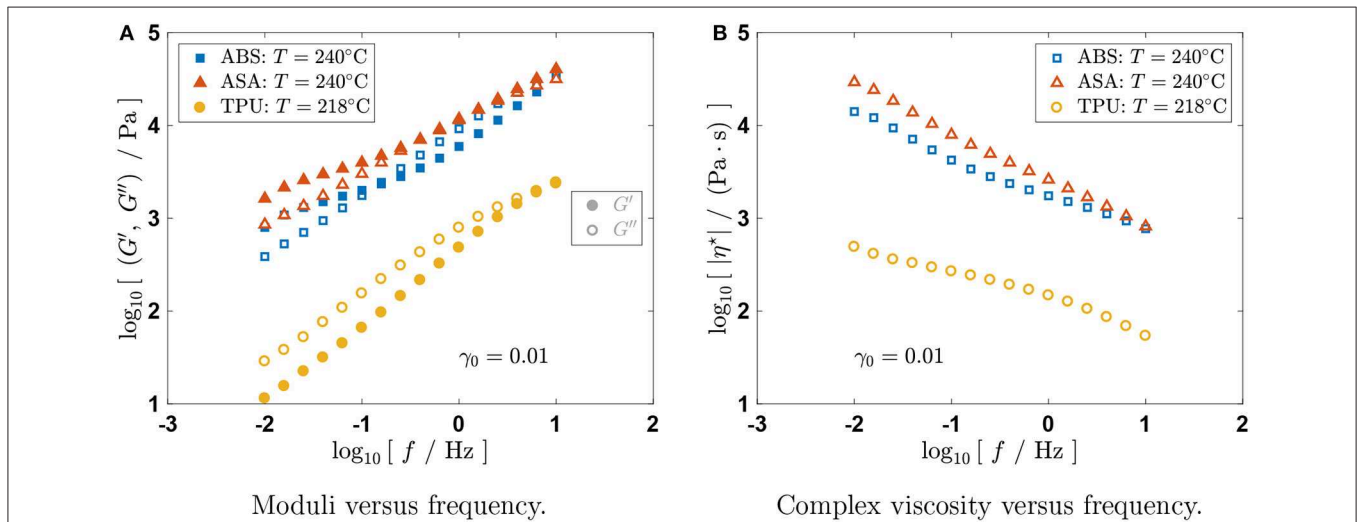 A
5
ABS: T = 240°C
ASA: T = 240°C
TPU: T = 218°C
4
3
2
1
log₁₀ [ (G′, G″) / Pa ]
G′
G″
γ₀ = 0.01
-3 -2 -1 0 1 2
log₁₀ [ f / Hz ]
Moduli versus frequency.
B
5
ABS: T = 240°C
ASA: T = 240°C
TPU: T = 218°C
4
3
2
1
log₁₀ [ |η*| / (Pa · s) ]
γ₀ = 0.01
-3 -2 -1 0 1 2
log₁₀ [ f / Hz ]
Complex viscosity versus frequency.